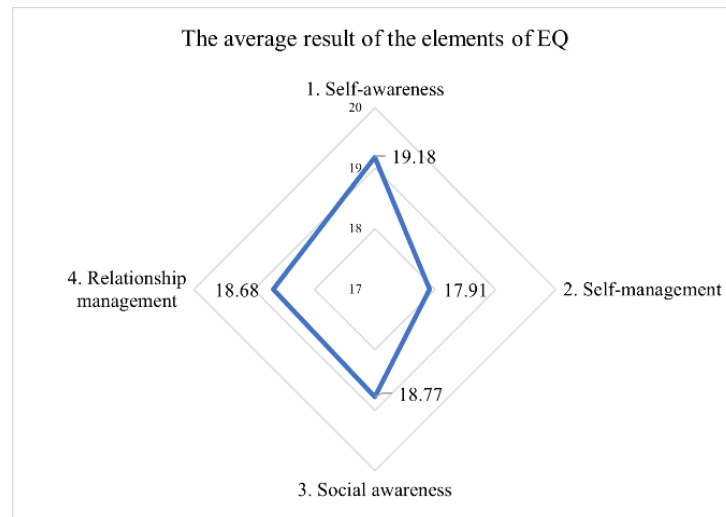 The average result of the elements of EQ
1. Self-awareness
20
19.18
19
18
4. Relationship
management
18.68
17
17.91
2. Self-management
18.77
3. Social awareness